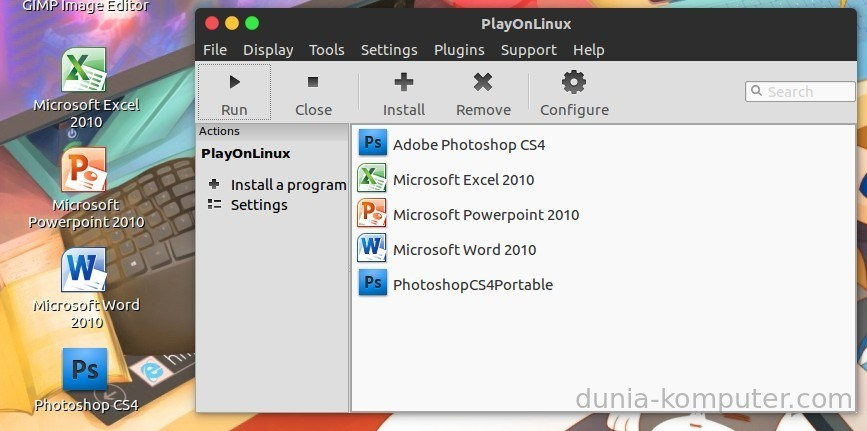 GIMP Image Editor
Microsoft Excel
2010
Microsoft
Powerpoint 2010
Microsoft Word
2010
Photoshop CS4
PlayOnLinux
File Display Tools Settings Plugins Support Help
Run Close Install Remove Configure Search
Actions
PlayOnLinux
Install a program
Settings
Adobe Photoshop CS4
Microsoft Excel 2010
Microsoft Powerpoint 2010
Microsoft Word 2010
PhotoshopCS4Portable
dunia-komputer.com